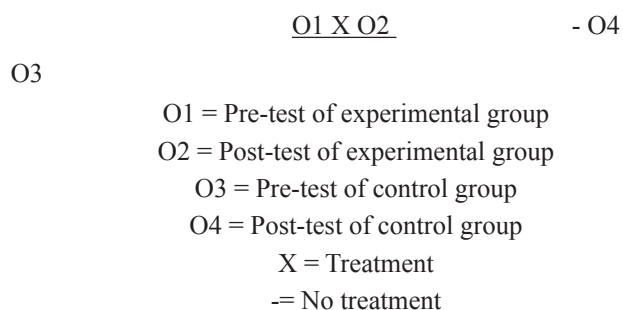 O1 X O2 - O4
O3
O1 = Pre-test of experimental group
O2 = Post-test of experimental group
O3 = Pre-test of control group
O4 = Post-test of control group
X = Treatment
-= No treatment